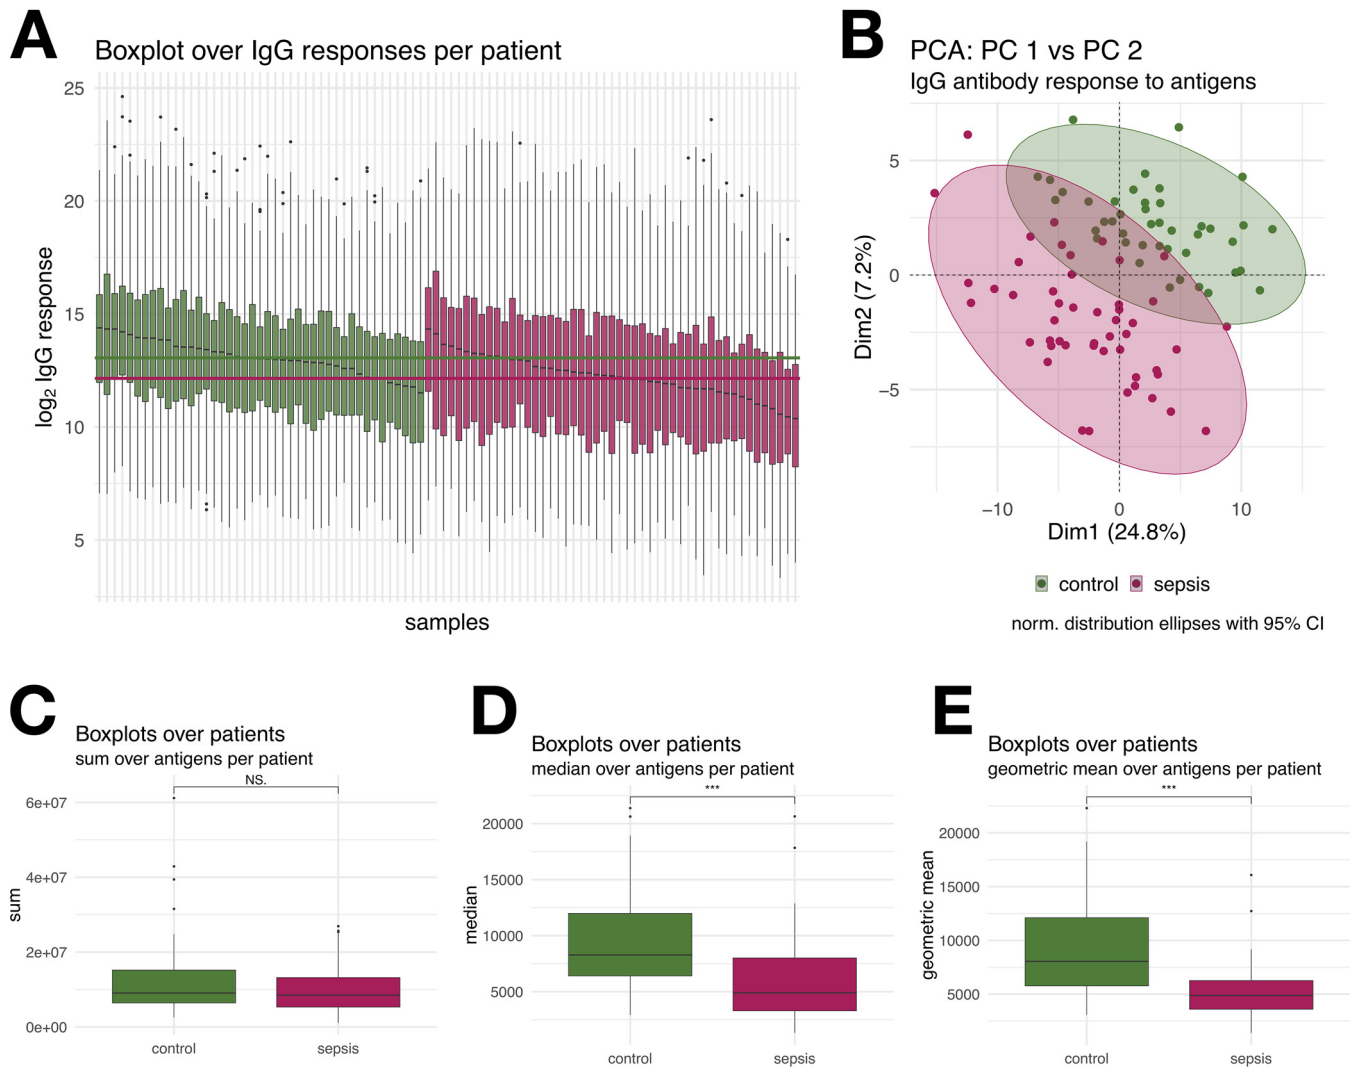 A
Boxplot over IgG responses per patient
25
20
15
10
5
log2 IgG response
samples
B
PCA: PC 1 vs PC 2
IgG antibody response to antigens
5
0
−5
Dim2 (7.2%)
−10 0 10
Dim1 (24.8%)
control sepsis
norm. distribution ellipses with 95% CI
C
Boxplots over patients
sum over antigens per patient
NS.
6e+07
4e+07
2e+07
0e+00
sum
control sepsis
D
Boxplots over patients
median over antigens per patient
***
20000
15000
10000
5000
median
control sepsis
E
Boxplots over patients
geometric mean over antigens per patient
***
20000
15000
10000
5000
geometric mean
control sepsis